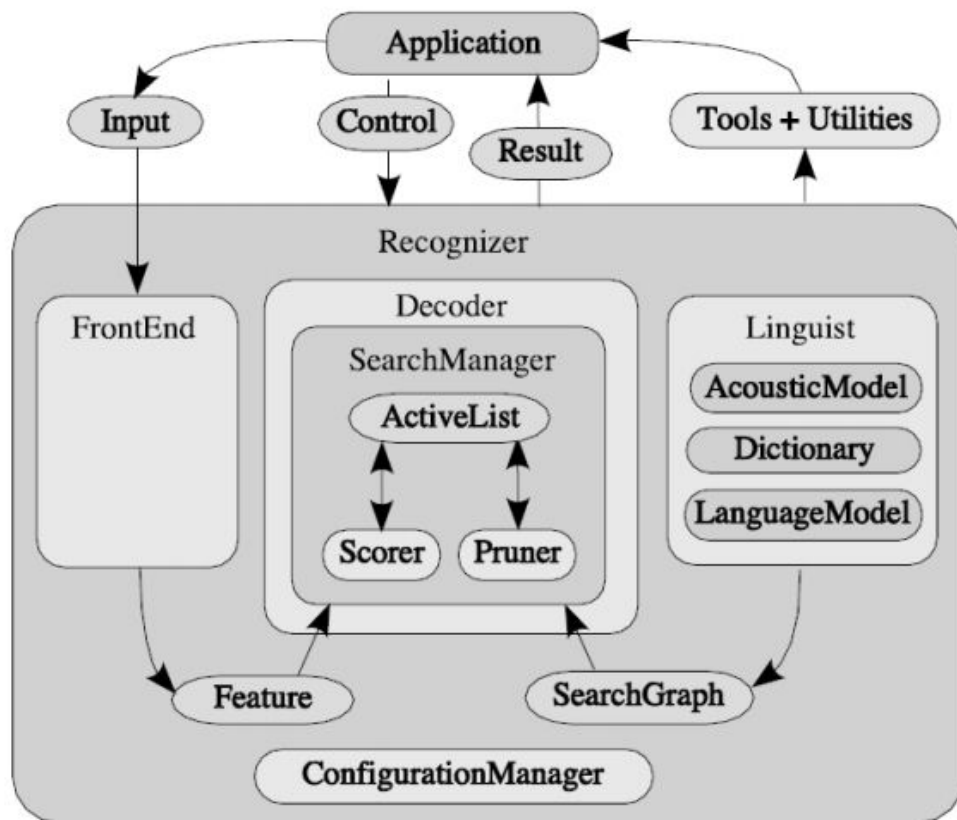 Application
Input
Control
Result
Tools + Utilities
Recognizer
FrontEnd
Decoder
SearchManager
ActiveList
Scorer
Pruner
Linguist
AcousticModel
Dictionary
LanguageModel
Feature
SearchGraph
ConfigurationManager